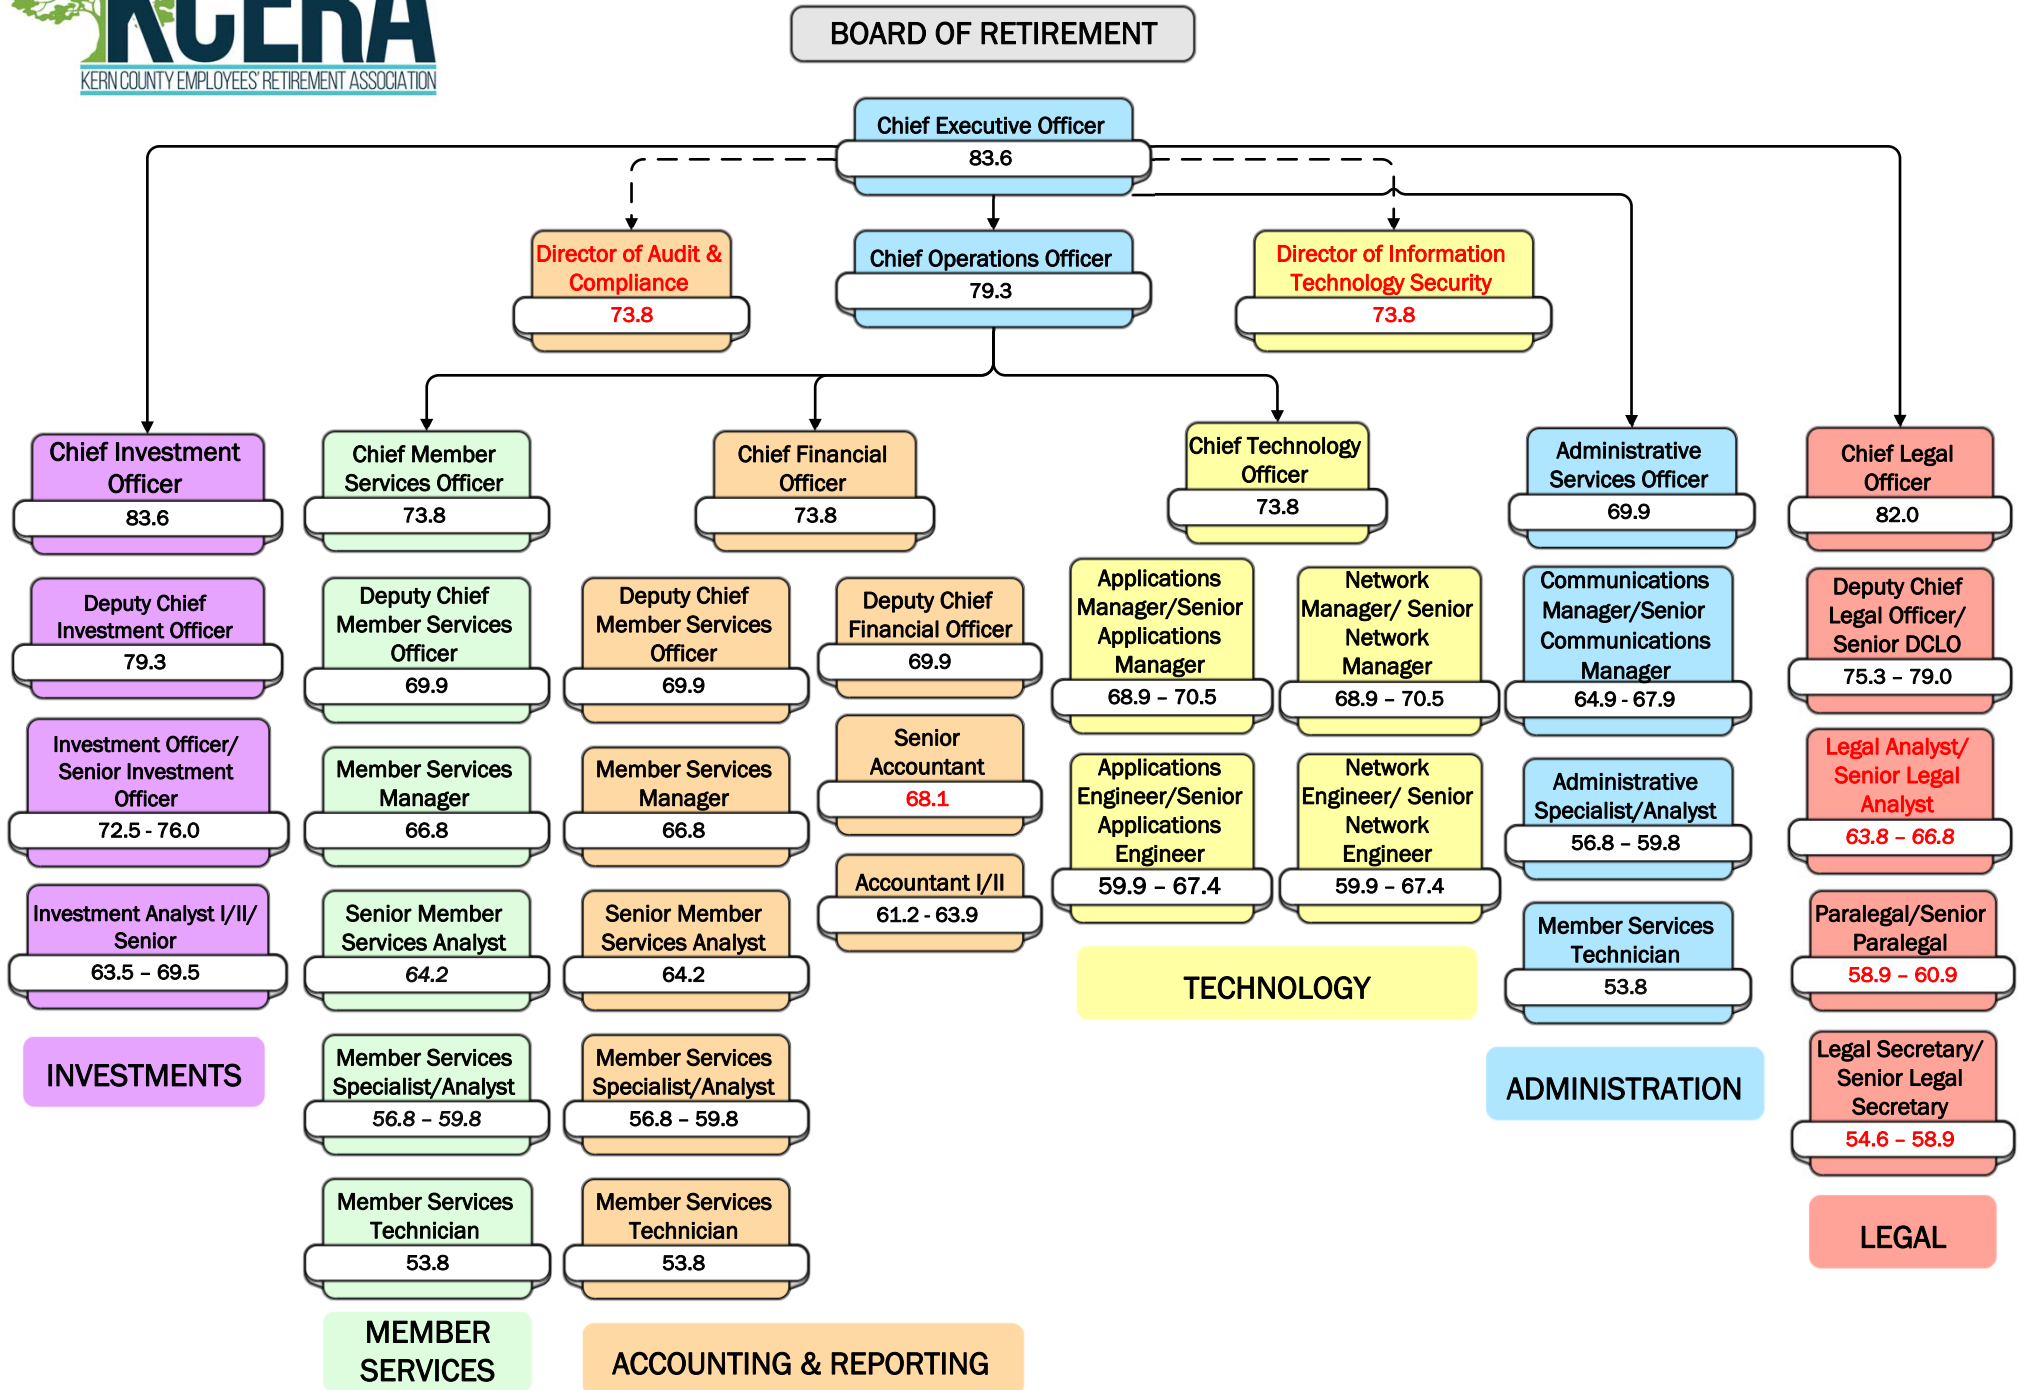 KCERA
KERN COUNTY EMPLOYEES' RETIREMENT ASSOCIATION
BOARD OF RETIREMENT
Chief Executive Officer
83.6
Director of Audit &
Compliance
73.8
Chief Operations Officer
79.3
Director of Information
Technology Security
73.8
Chief Investment
Officer
83.6
Deputy Chief
Investment Officer
79.3
Investment Officer/
Senior Investment
Officer
72.5 - 76.0
Investment Analyst I/II/
Senior
63.5 – 69.5
INVESTMENTS
Chief Member
Services Officer
73.8
Deputy Chief
Member Services
Officer
69.9
Member Services
Manager
66.8
Senior Member
Services Analyst
64.2
Member Services
Specialist/Analyst
56.8 – 59.8
Member Services
Technician
53.8
MEMBER
SERVICES
Chief Financial
Officer
73.8
Deputy Chief
Member Services
Officer
69.9
Member Services
Manager
66.8
Senior Member
Services Analyst
64.2
Member Services
Specialist/Analyst
56.8 – 59.8
Member Services
Technician
53.8
Deputy Chief
Financial Officer
69.9
Senior
Accountant
68.1
Accountant I/II
61.2 - 63.9
ACCOUNTING & REPORTING
Chief Technology
Officer
73.8
Applications
Manager/Senior
Applications
Manager
68.9 – 70.5
Applications
Engineer/Senior
Applications
Engineer
59.9 – 67.4
Network
Manager/ Senior
Network
Manager
68.9 – 70.5
Network
Engineer/ Senior
Network
Engineer
59.9 – 67.4
TECHNOLOGY
Administrative
Services Officer
69.9
Communications
Manager/Senior
Communications
Manager
64.9 - 67.9
Administrative
Specialist/Analyst
56.8 – 59.8
Member Services
Technician
53.8
ADMINISTRATION
Chief Legal
Officer
82.0
Deputy Chief
Legal Officer/
Senior DCLO
75.3 – 79.0
Legal Analyst/
Senior Legal
Analyst
63.8 – 66.8
Paralegal/Senior
Paralegal
58.9 – 60.9
Legal Secretary/
Senior Legal
Secretary
54.6 – 58.9
LEGAL